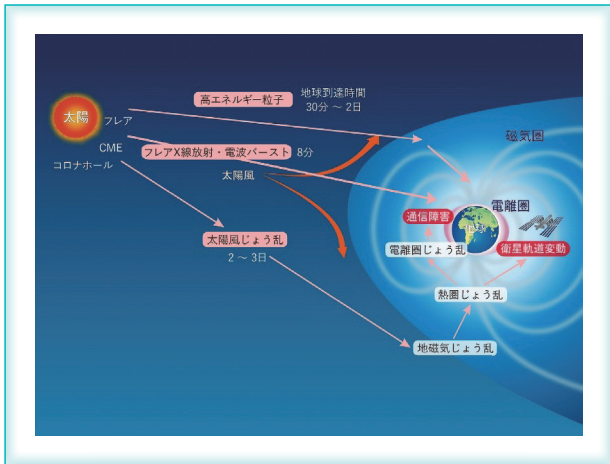 高エネルギー粒子
地球到達時間
30分 ～ 2日
太陽
フレア
磁気圏
CME
フレアX線放射・電波バースト
8分
コロナホール
太陽風
電離圏
通信障害
地球
太陽風じょう乱
電離圏じょう乱
衛星軌道変動
2 ～ 3日
熱圏じょう乱
地磁気じょう乱